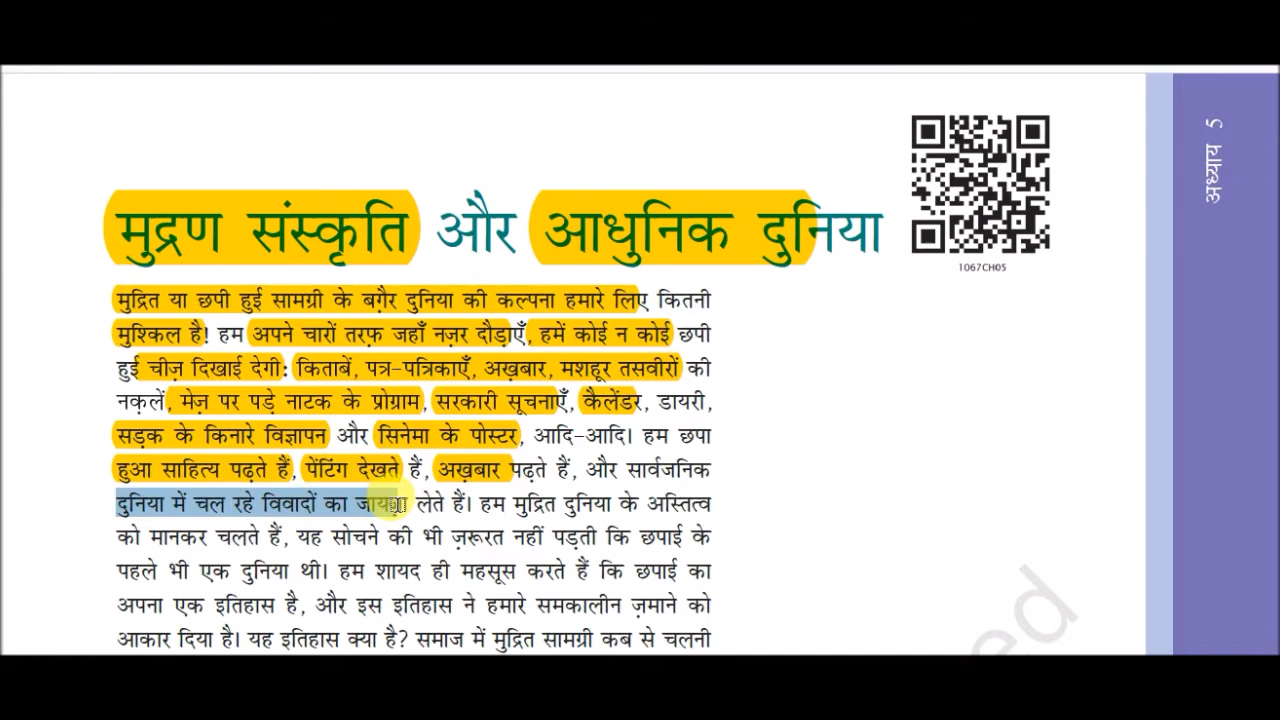 मुद्रण संस्कृति और आधुनिक दुनिया
1067CH05
अध्याय 5
मुद्रित या छपी हुई सामग्री के बग़ैर दुनिया की कल्पना हमारे लिए कितनी
मुश्किल है! हम अपने चारों तरफ़ जहाँ नज़र दौड़ाएँ, हमें कोई न कोई छपी
हुई चीज़ दिखाई देगी: किताबें, पत्र-पत्रिकाएँ, अख़बार, मशहूर तसवीरों की
नक़लें, मेज़ पर पड़े नाटक के प्रोग्राम, सरकारी सूचनाएँ, कैलेंडर, डायरी,
सड़क के किनारे विज्ञापन और सिनेमा के पोस्टर, आदि-आदि। हम छपा
हुआ साहित्य पढ़ते हैं, पेंटिंग देखते हैं, अख़बार पढ़ते हैं, और सार्वजनिक
दुनिया में चल रहे विवादों का लेते हैं। हम मुद्रित दुनिया के अस्तित्व
को मानकर चलते हैं, यह सोचने की भी ज़रूरत नहीं पड़ती कि छपाई के
पहले भी एक दुनिया थी। हम शायद ही महसूस करते हैं कि छपाई का
अपना एक इतिहास है, और इस इतिहास ने हमारे समकालीन ज़माने को
आकार दिया है। यह इतिहास क्या है? समाज में मुद्रित सामग्री कब से चलनी
ed